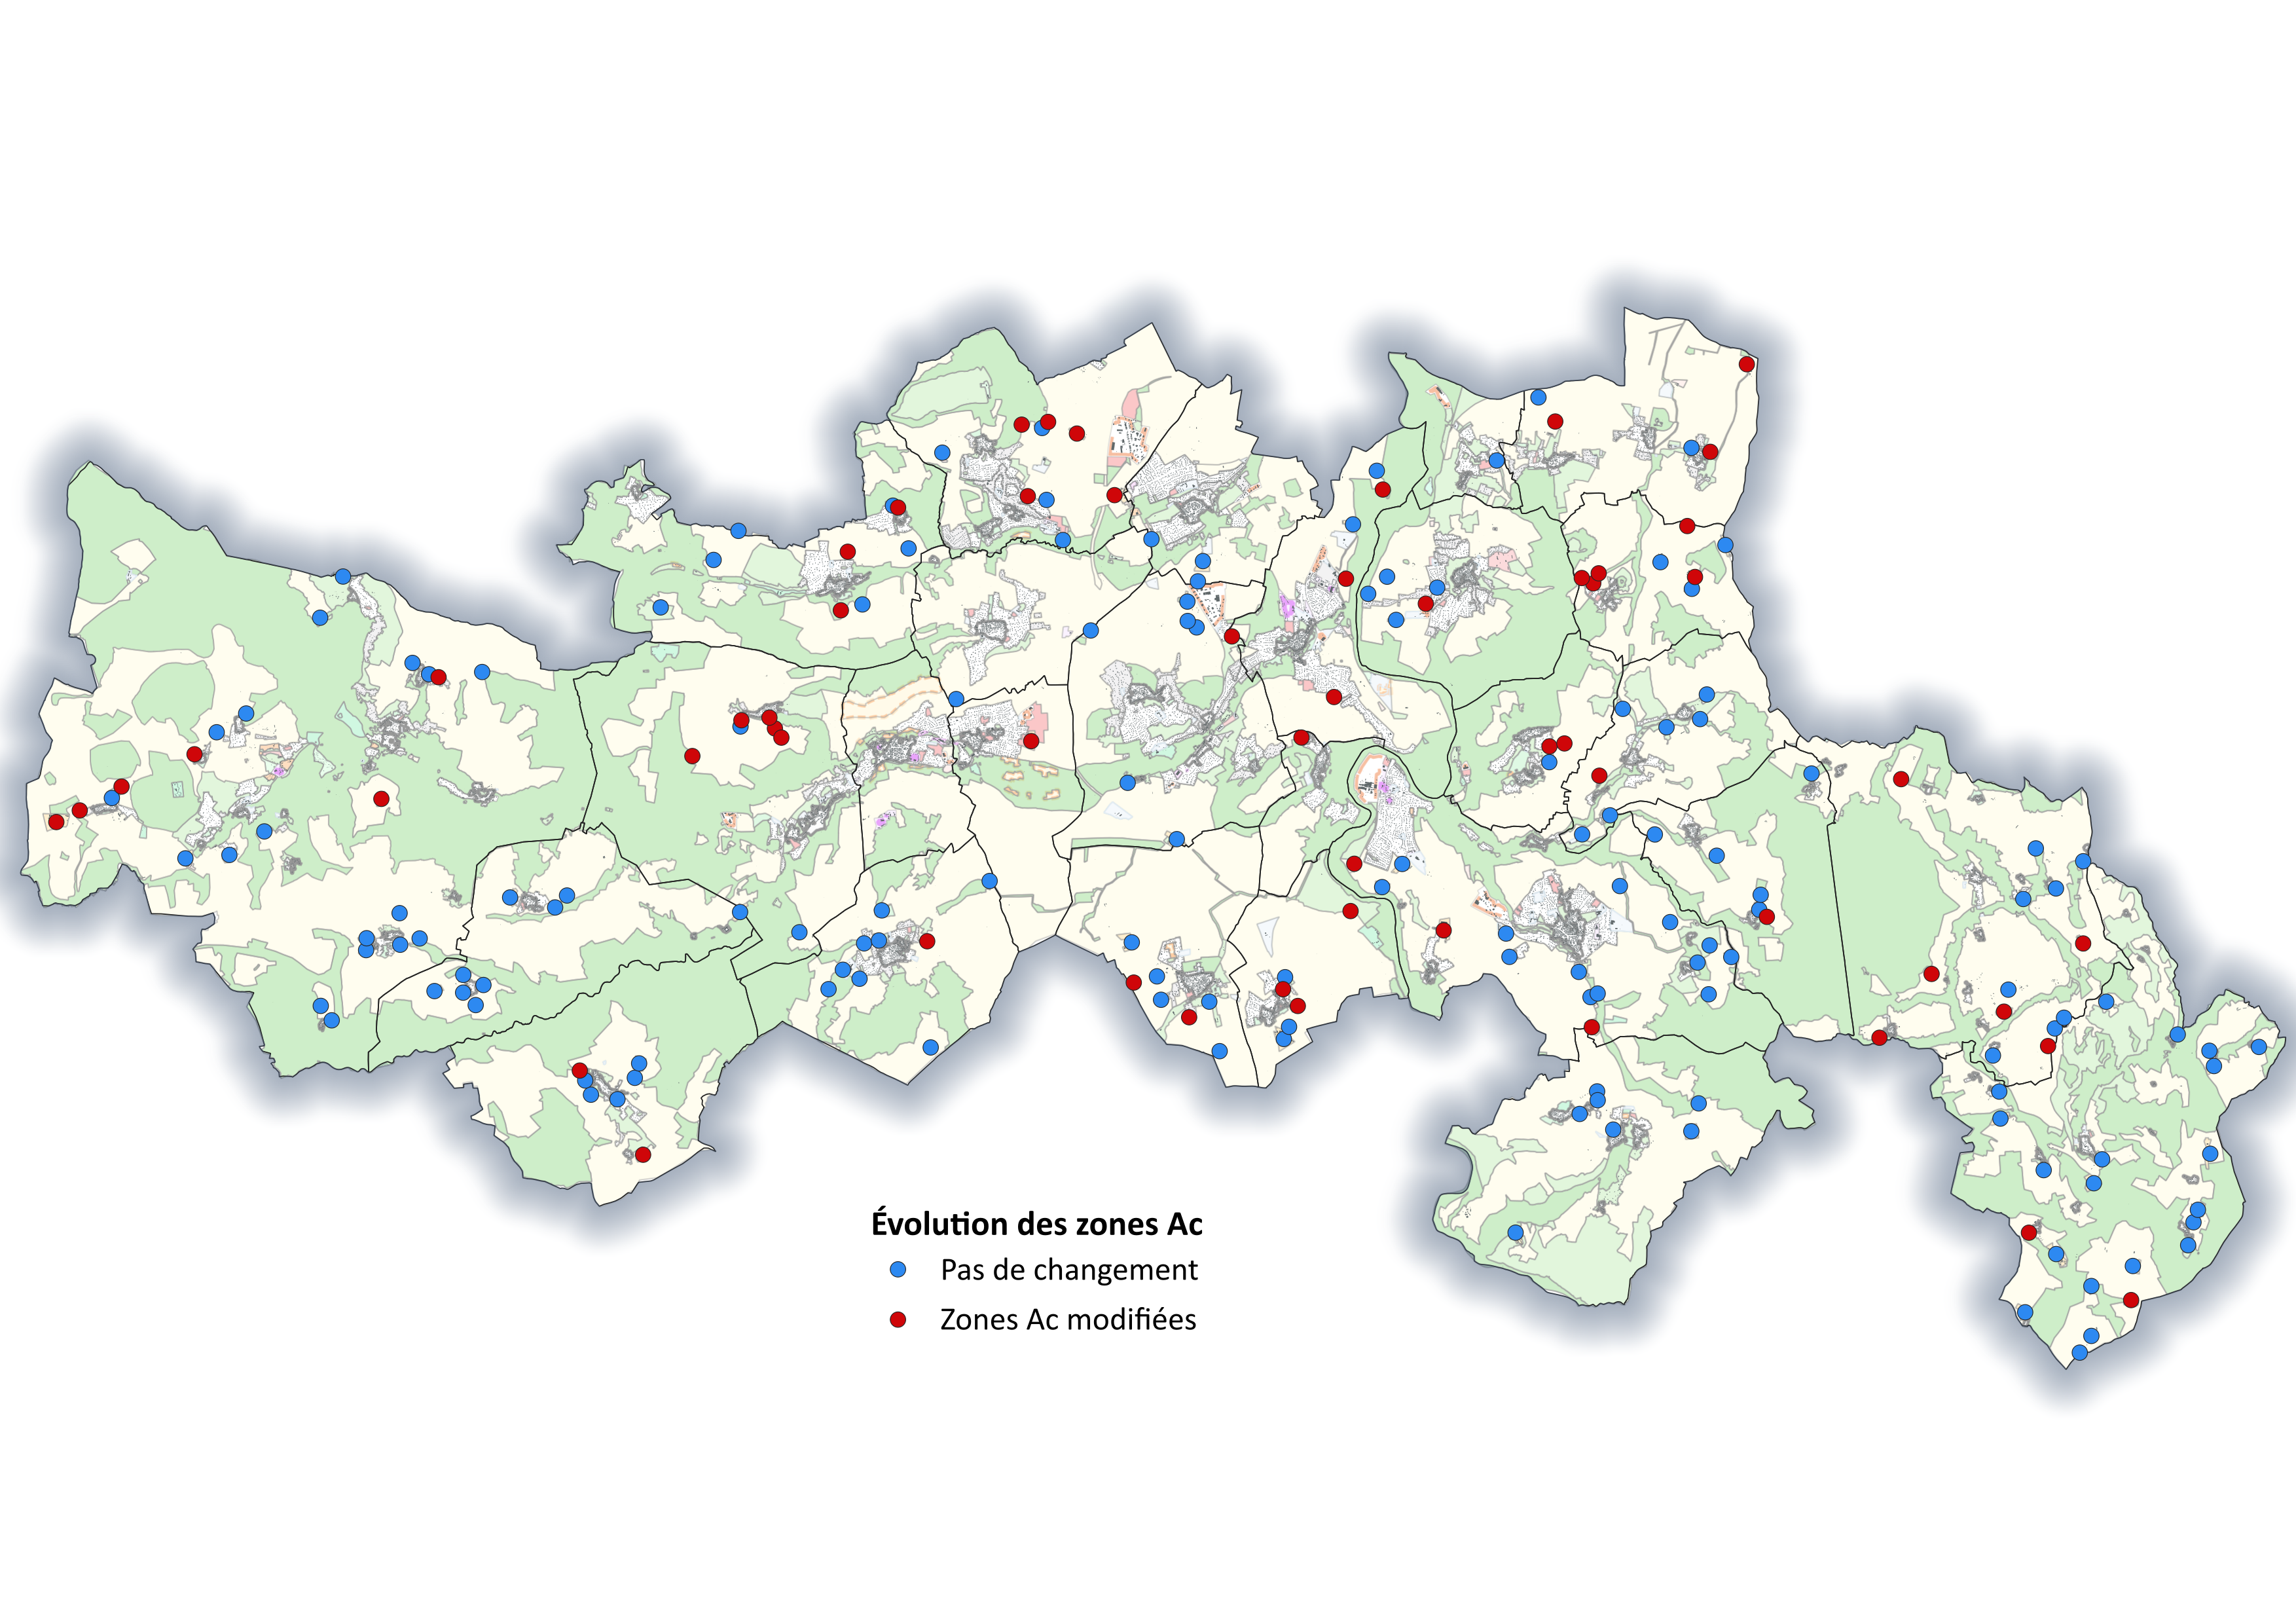 Évolution des zones Ac
Pas de changement
Zones Ac modifiées